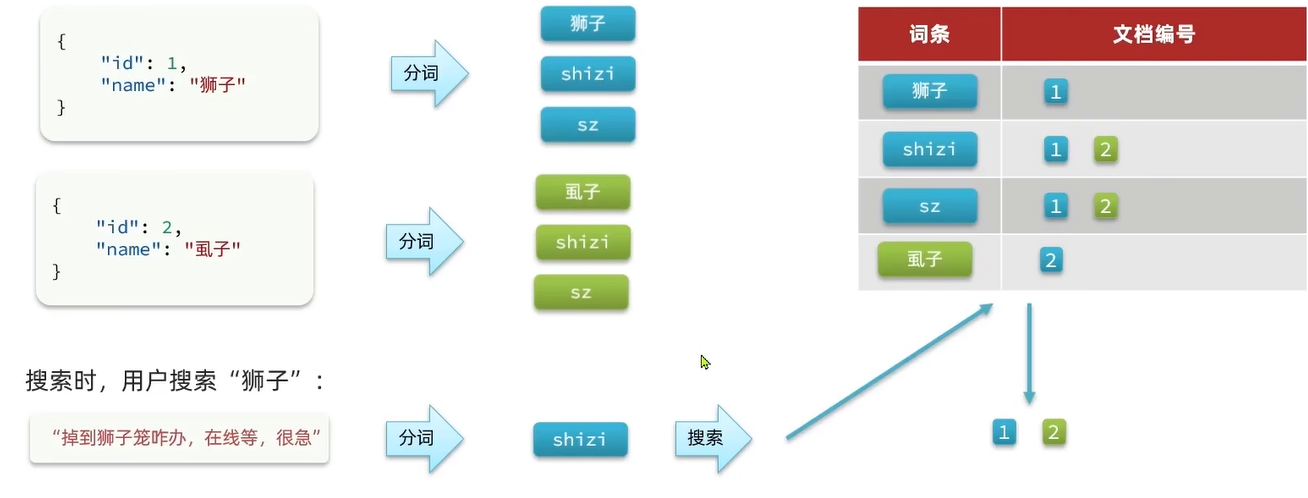 {
"id": 1,
"name": "狮子"
}
分词
狮子
shizi
sz
{
"id": 2,
"name": "虱子"
}
分词
虱子
shizi
sz
词条 文档编号
狮子 1
shizi 1 2
sz 1 2
虱子 2
搜索时，用户搜索“狮子”：
“掉到狮子笼咋办，在线等，很急”
分词
shizi
搜索
1 2